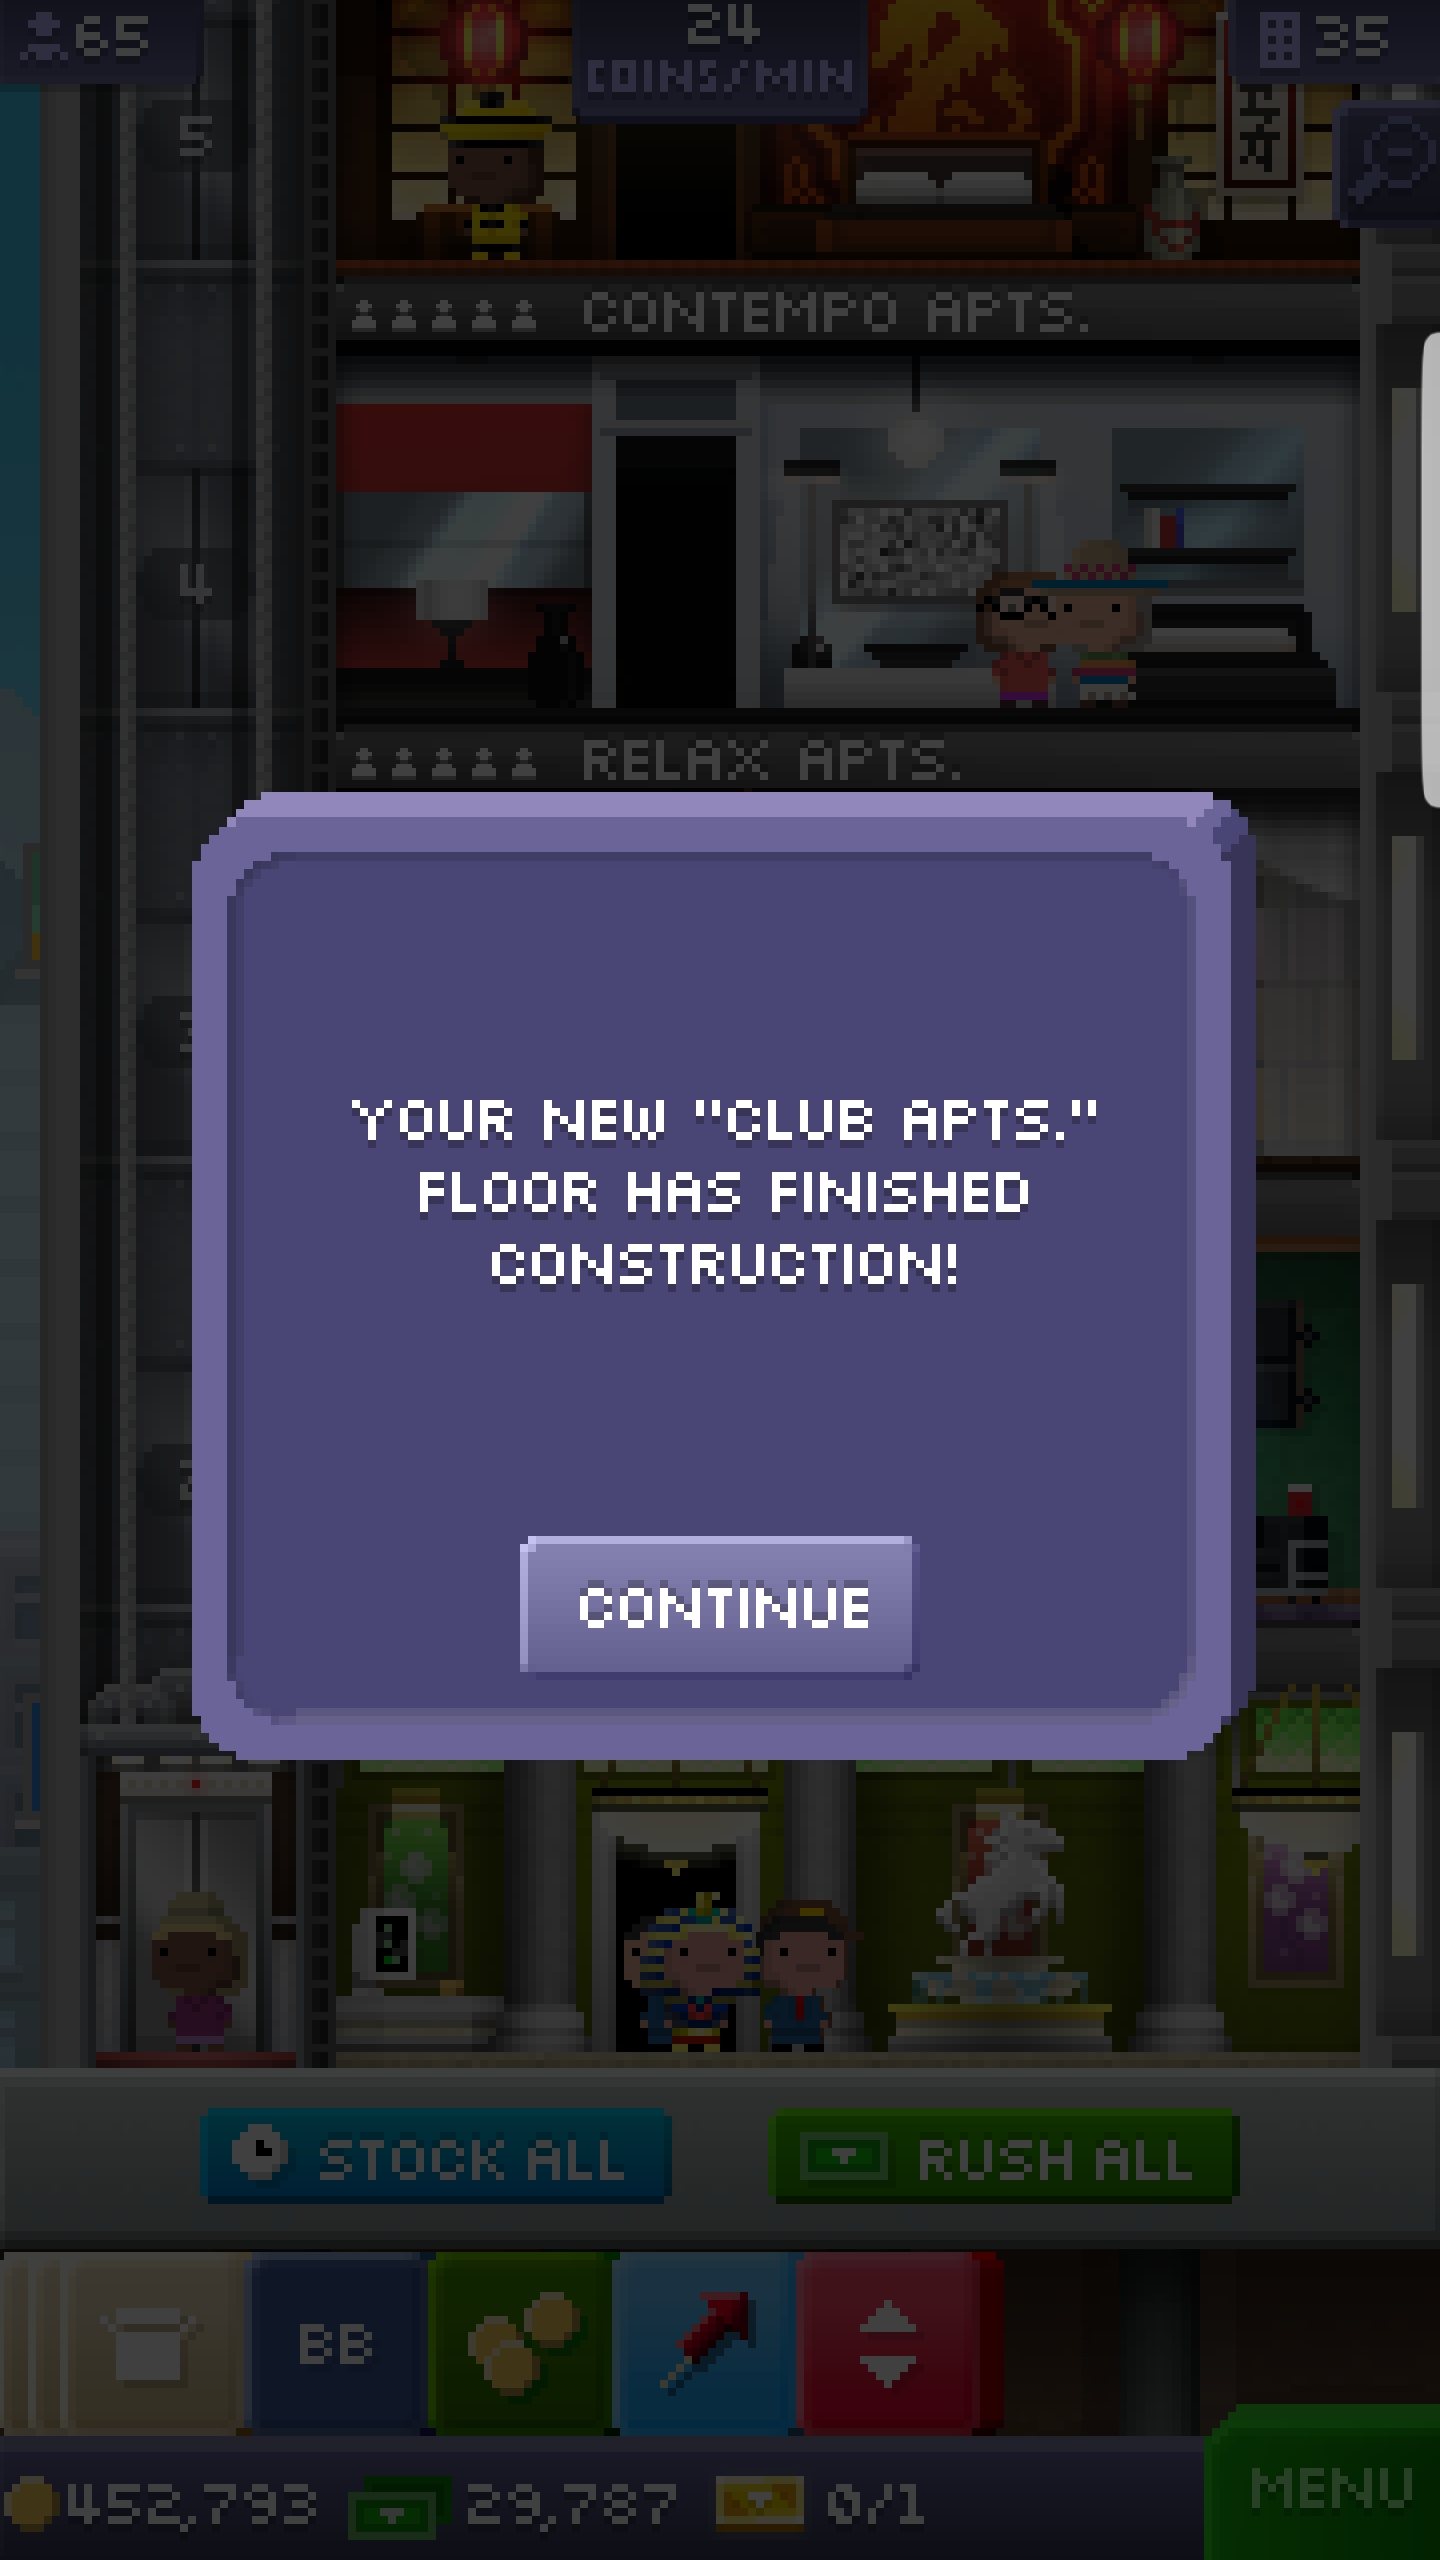 65
24
COINS/MIN
35
5
CONTEMPO APTS.
4
RELAX APTS.
YOUR NEW "CLUB APTS."
FLOOR HAS FINISHED
CONSTRUCTION!
CONTINUE
STOCK ALL
RUSH ALL
BB
452,793
29,787
0/1
MENU